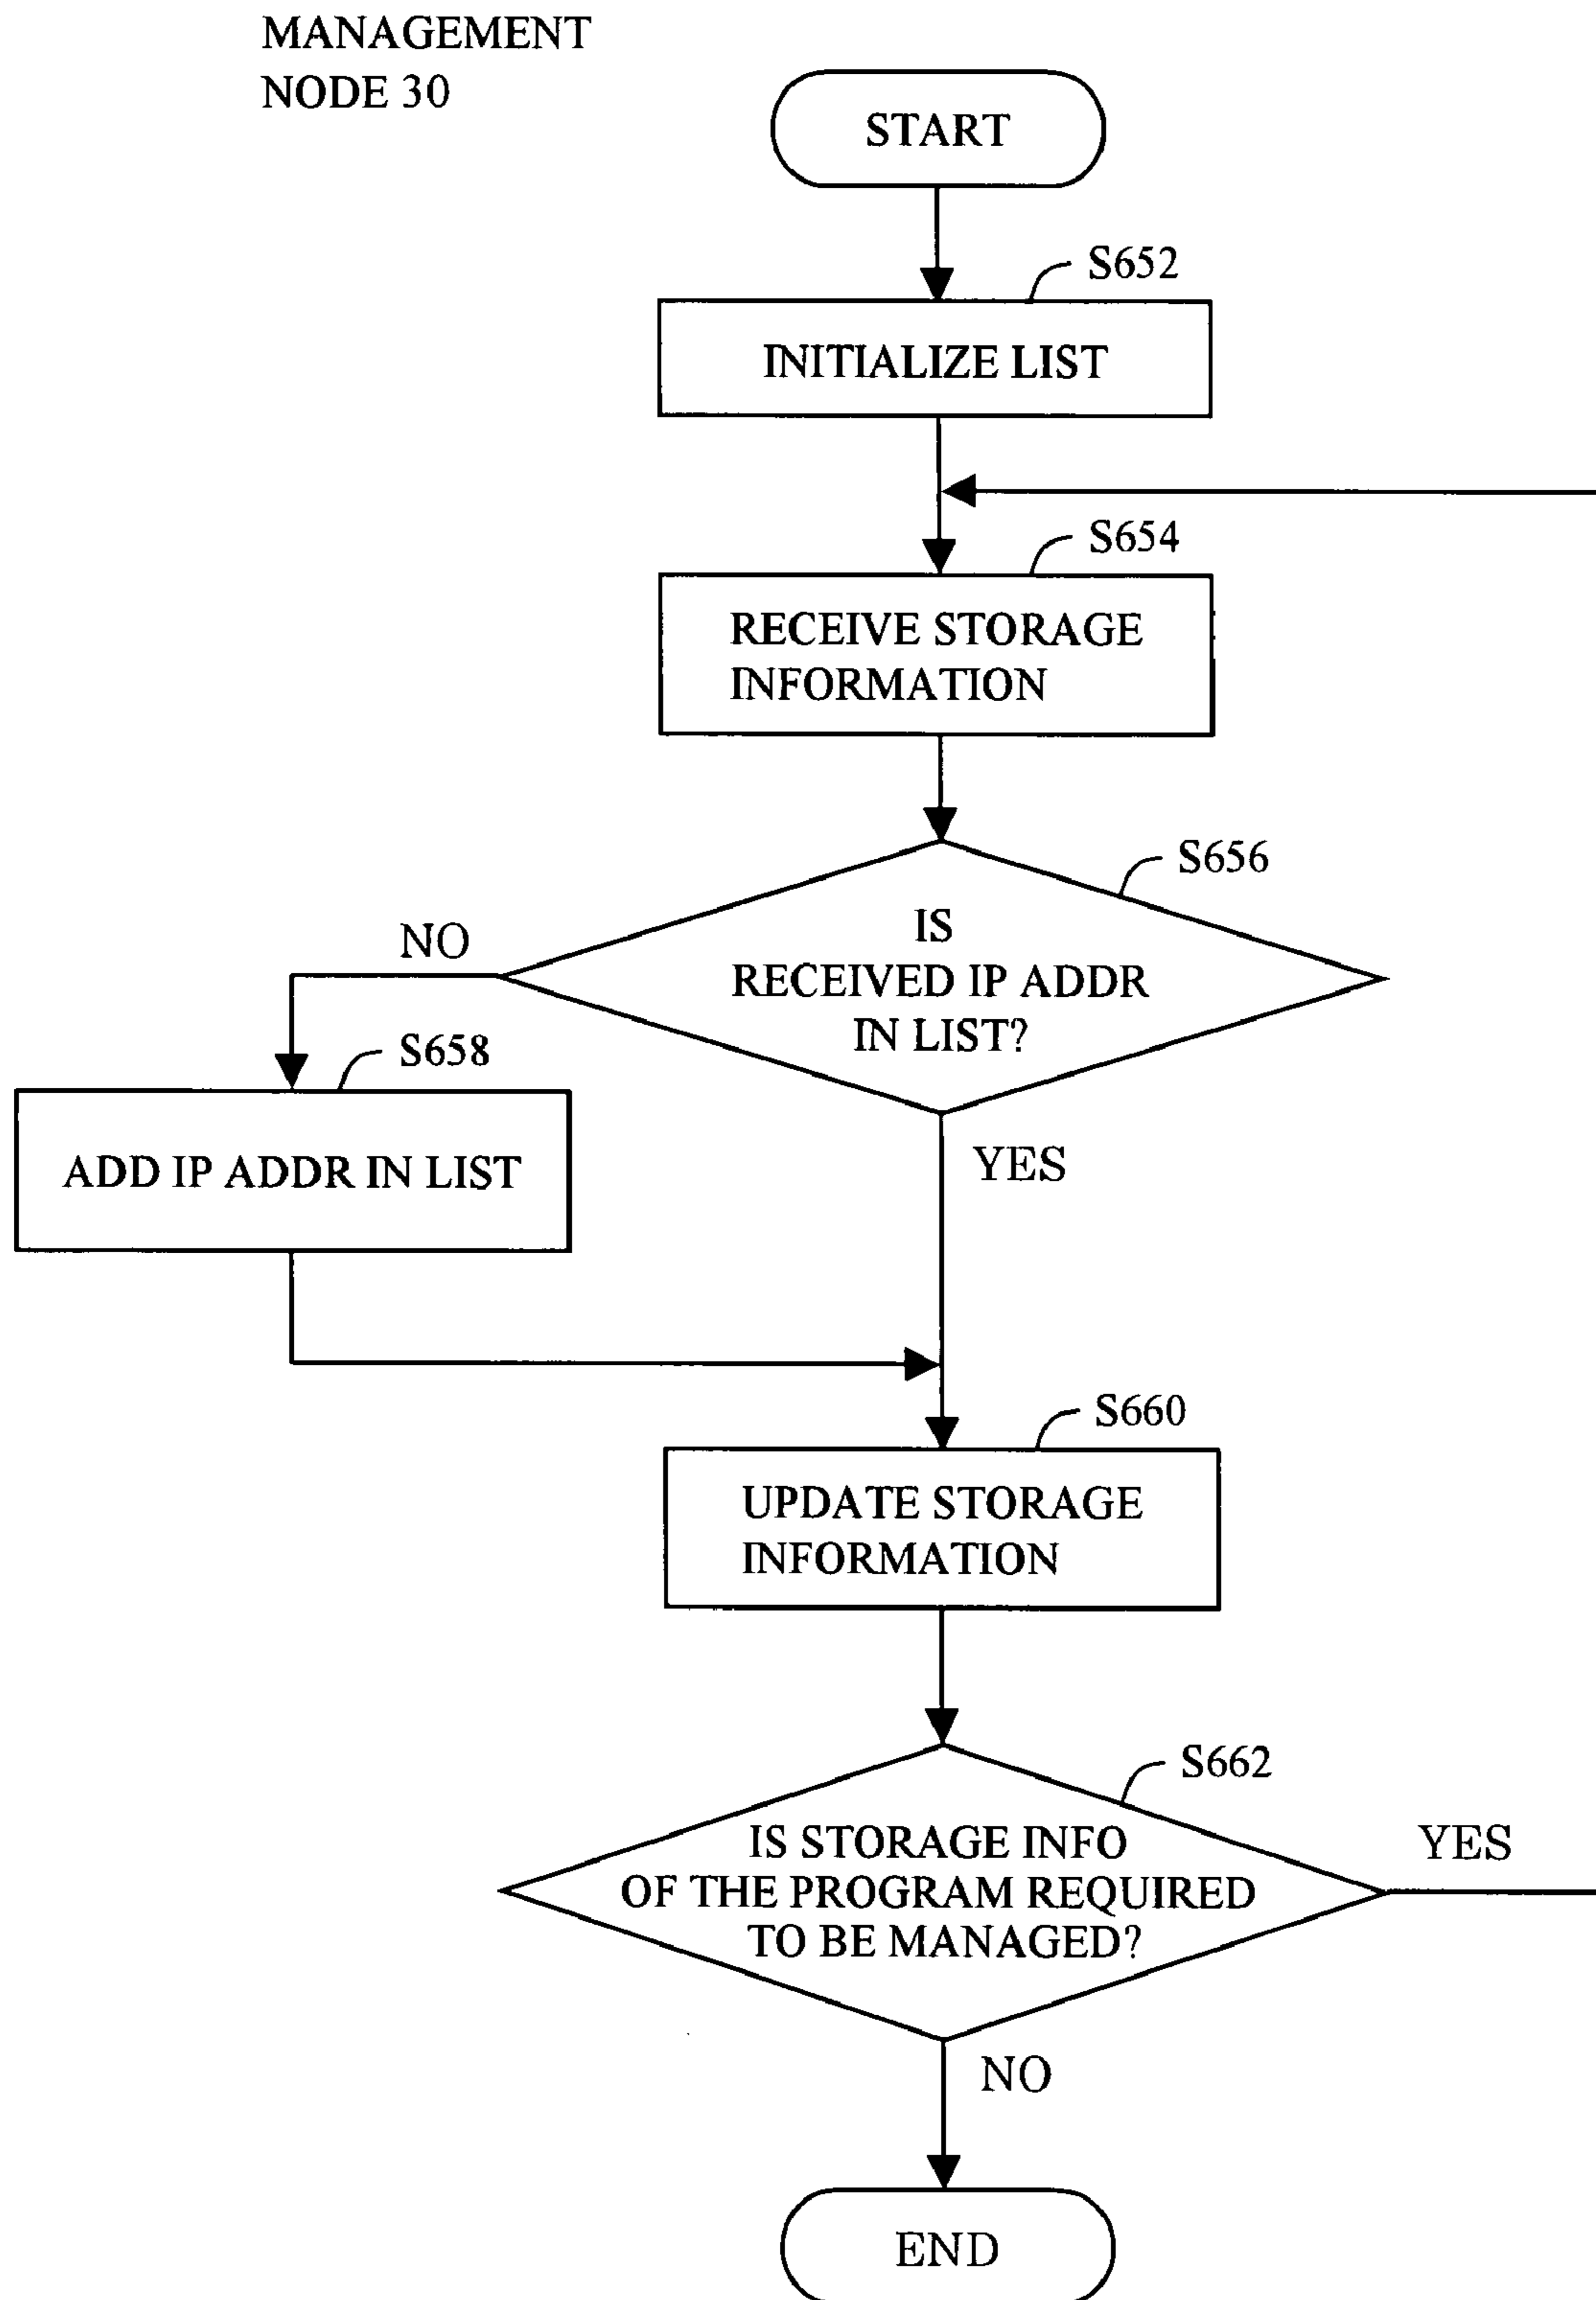 MANAGEMENT
NODE 30
START
S652
INITIALIZE LIST
S654
RECEIVE STORAGE
INFORMATION
S656
IS
RECEIVED IP ADDR
IN LIST?
NO
S658
ADD IP ADDR IN LIST
YES
S660
UPDATE STORAGE
INFORMATION
S662
IS STORAGE INFO
OF THE PROGRAM REQUIRED
TO BE MANAGED?
YES
NO
END